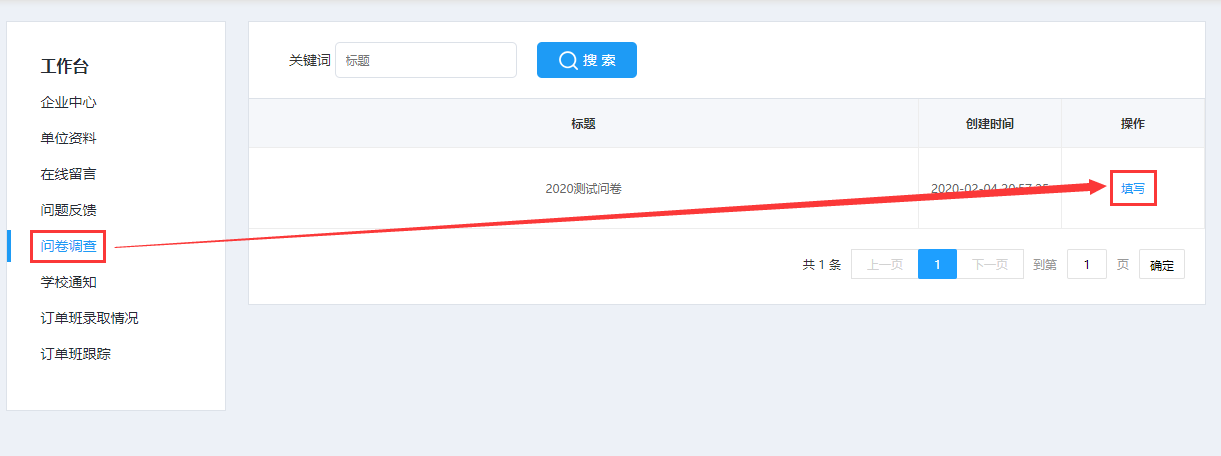 工作台
企业中心
单位资料
在线留言
问题反馈
问卷调查
学校通知
订单班录取情况
订单班跟踪
关键词 标题 搜 索
标题 创建时间 操作
2020测试问卷 2020-02-04 填写
共 1 条 上一页 1 下一页 到第 1 页 确定